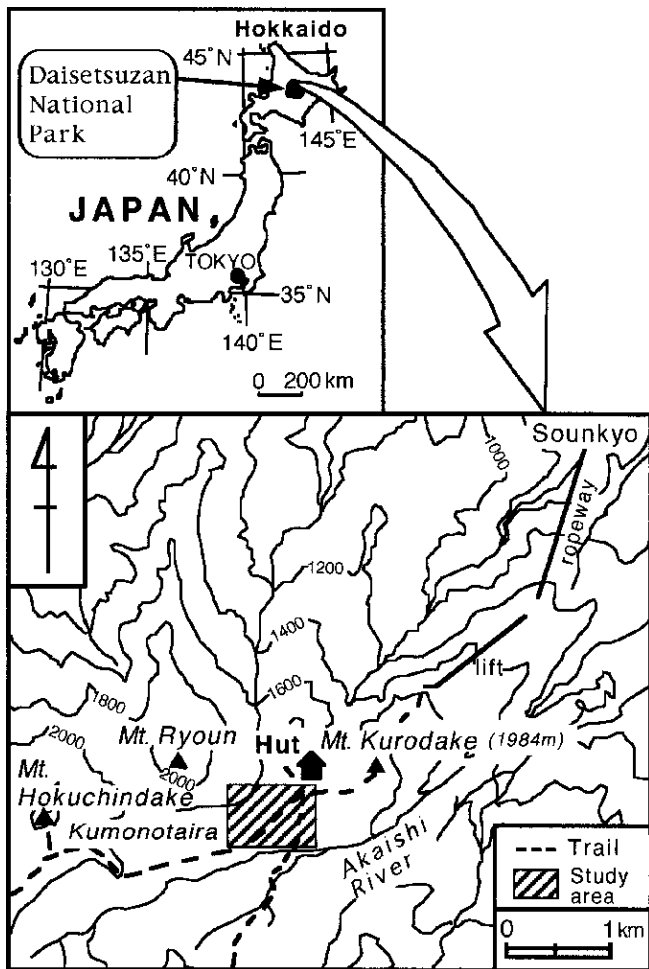 Hokkaido
45°N
Daisetsuzan
National
Park
145°E
40°N
JAPAN
135°E
130°E
TOKYO
35°N
140°E
0 200 km
Sounkyo
1000
ropeway
1200
1400
lift
1600
1800
2000
Mt. Ryoun
Hut
Mt. Kurodake (1984m)
2000
Mt.
Hokuchindake
Kumonotaira
Akaishi
River
Trail
Study
area
0 1 km